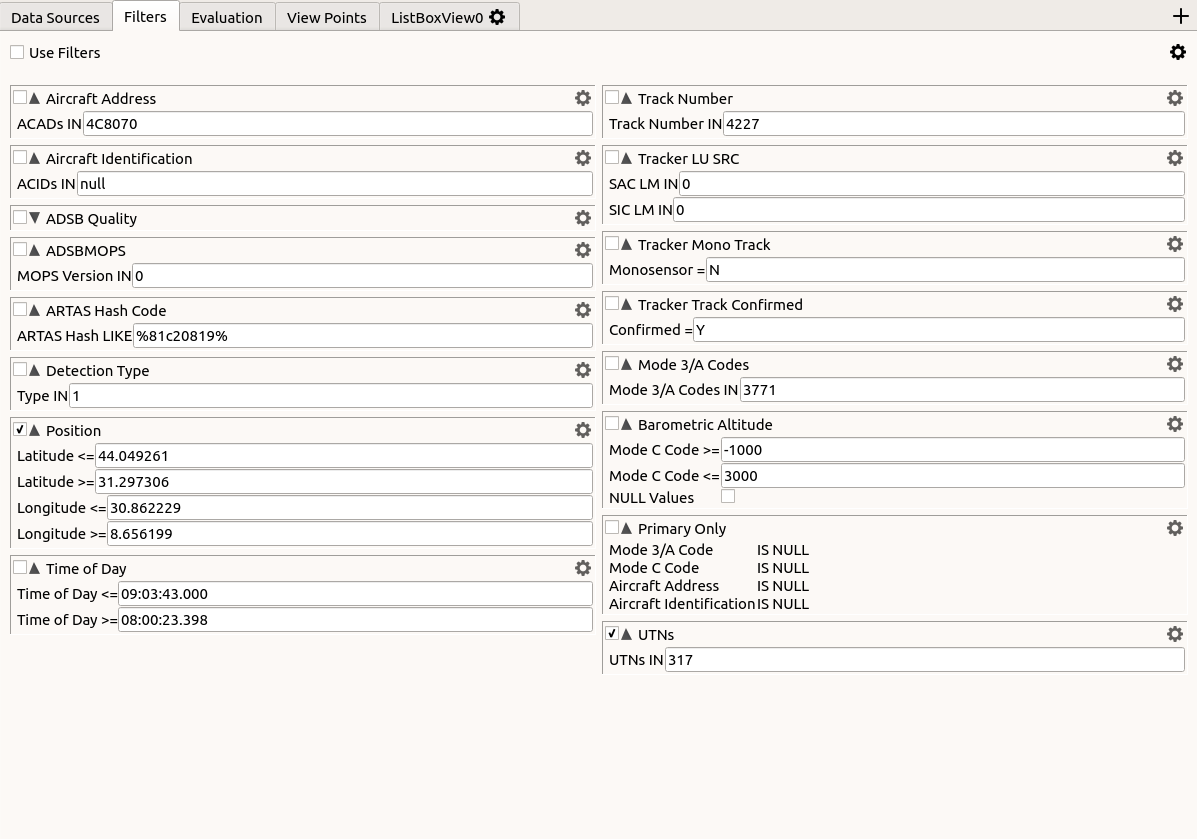 Data Sources Filters Evaluation View Points ListBoxView0
Use Filters
Aircraft Address
ACADs IN 4C8070
Aircraft Identification
ACIDs IN null
ADSB Quality
ADSBMOPS
MOPS Version IN 0
ARTAS Hash Code
ARTAS Hash LIKE %81c20819%
Detection Type
Type IN 1
Position
Latitude <= 44.049261
Latitude >= 31.297306
Longitude <= 30.862229
Longitude >= 8.656199
Time of Day
Time of Day <= 09:03:43.000
Time of Day >= 08:00:23.398
Track Number
Track Number IN 4227
Tracker LU SRC
SAC LM IN 0
SIC LM IN 0
Tracker Mono Track
Monosensor = N
Tracker Track Confirmed
Confirmed = Y
Mode 3/A Codes
Mode 3/A Codes IN 3771
Barometric Altitude
Mode C Code >= -1000
Mode C Code <= 3000
NULL Values
Primary Only
Mode 3/A Code IS NULL
Mode C Code IS NULL
Aircraft Address IS NULL
Aircraft Identification IS NULL
UTNs
UTNs IN 317